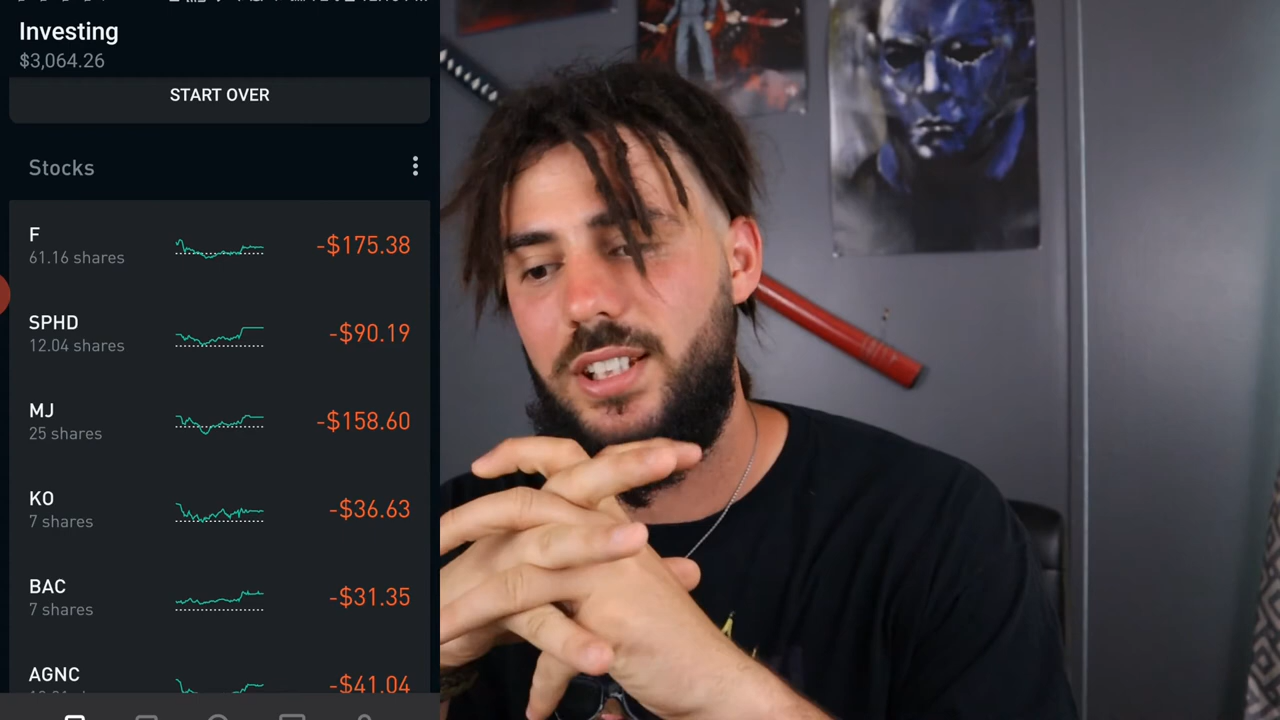 Investing
$3,064.26
START OVER
Stocks
F
61.16 shares
-$175.38
SPHD
12.04 shares
-$90.19
MJ
25 shares
-$158.60
KO
7 shares
-$36.63
BAC
7 shares
-$31.35
AGNC
-$41.04